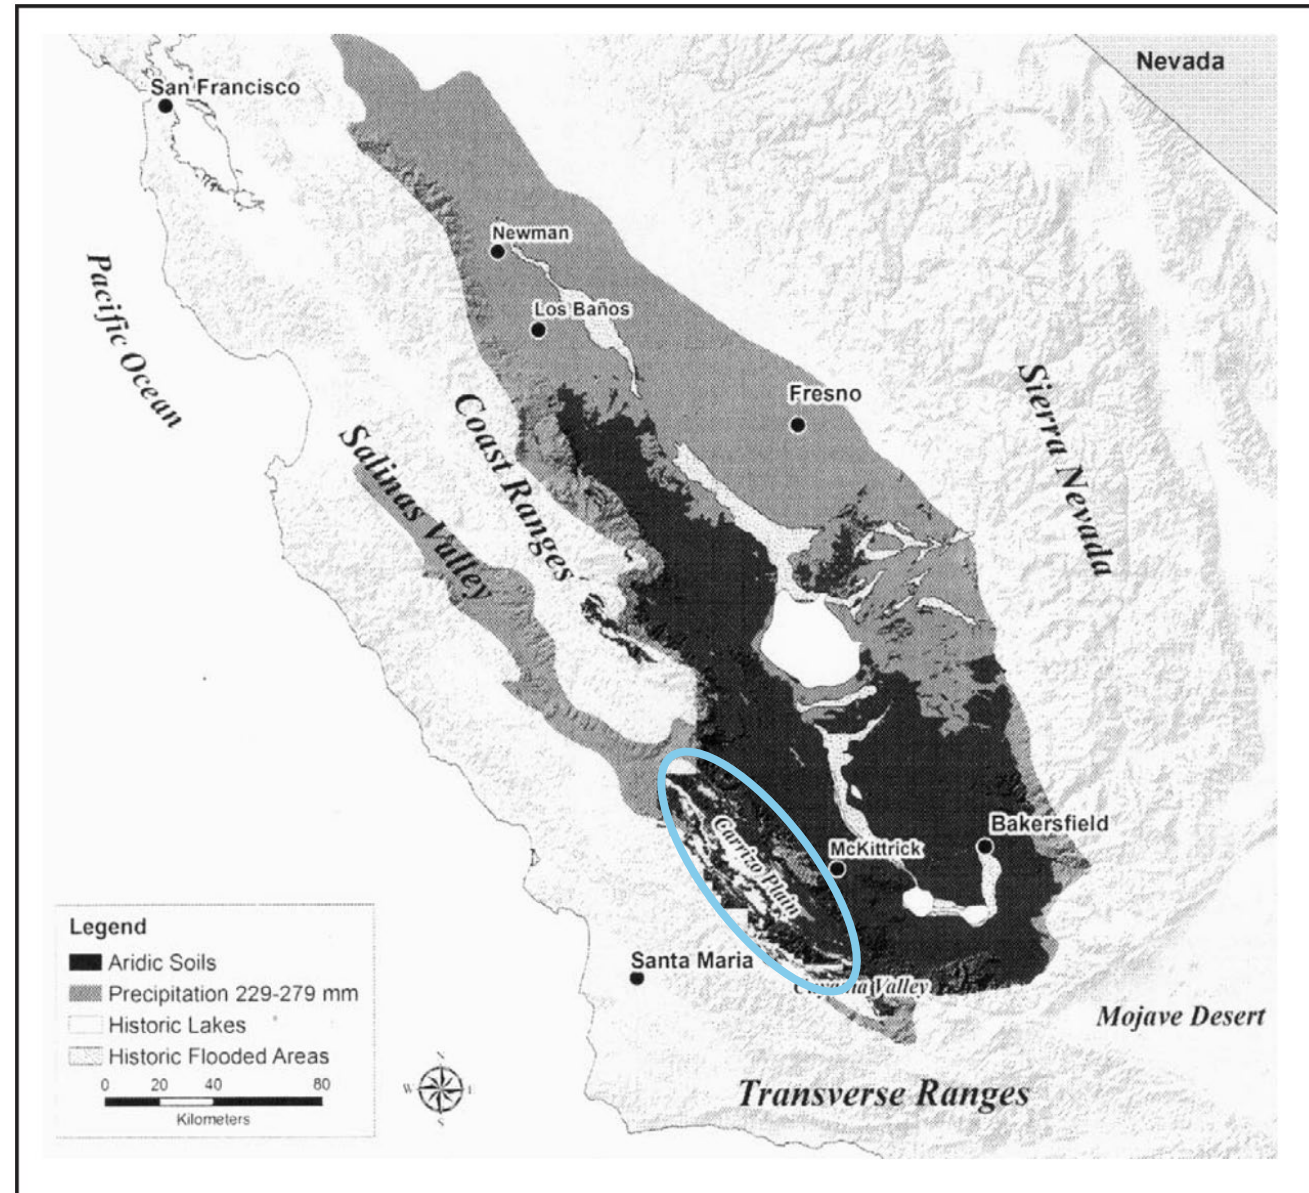 Nevada
San Francisco
Newman
Los Baños
Fresno
Pacific Ocean
Sierra Nevada
Coast Ranges
Salinas Valley
Carrizo Plain
McKittrick
Bakersfield
Santa Maria
Cuyama Valley
Mojave Desert
Transverse Ranges
Legend
Aridic Soils
Precipitation 229-279 mm
Historic Lakes
Historic Flooded Areas
0 20 40 80
Kilometers
N
W